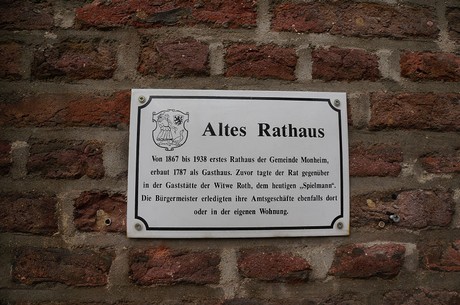 Altes Rathaus
Von 1867 bis 1938 erstes Rathaus der Gemeinde Monheim,
erbaut 1787 als Gasthaus. Zuvor tagte der Rat gegenüber
in der Gaststätte der Witwe Roth, dem heutigen „Spielmann".
Die Bürgermeister erledigten ihre Amtsgeschäfte ebenfalls dort
oder in der eigenen Wohnung.